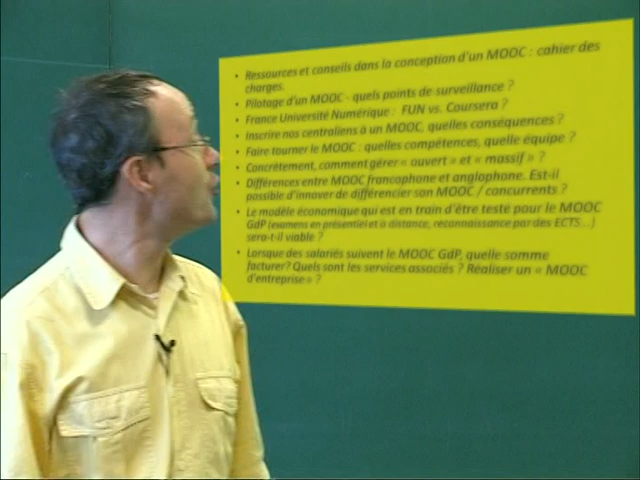 • Ressources et conseils dans la conception d'un MOOC : cahier des
charges.
• Pilotage d'un MOOC - quels points de surveillance ?
• France Université Numérique : FUN vs. Coursera ?
• Inscrire nos centraliens à un MOOC, quelles conséquences ?
• Faire tourner le MOOC : quelles compétences, quelle équipe ?
• Concrètement, comment gérer « ouvert » et « massif » ?
• Différences entre MOOC francophone et anglophone. Est-il
possible d'innover de différencier son MOOC / concurrents ?
• Le modèle économique qui est en train d'être testé pour le MOOC
GdP (examens en présentiel et à distance, reconnaissance par des ECTS...)
sera-t-il viable ?
• Lorsque des salariés suivent le MOOC GdP, quelle somme
facturer? Quels sont les services associés ? Réaliser un « MOOC
d'entreprise» ?